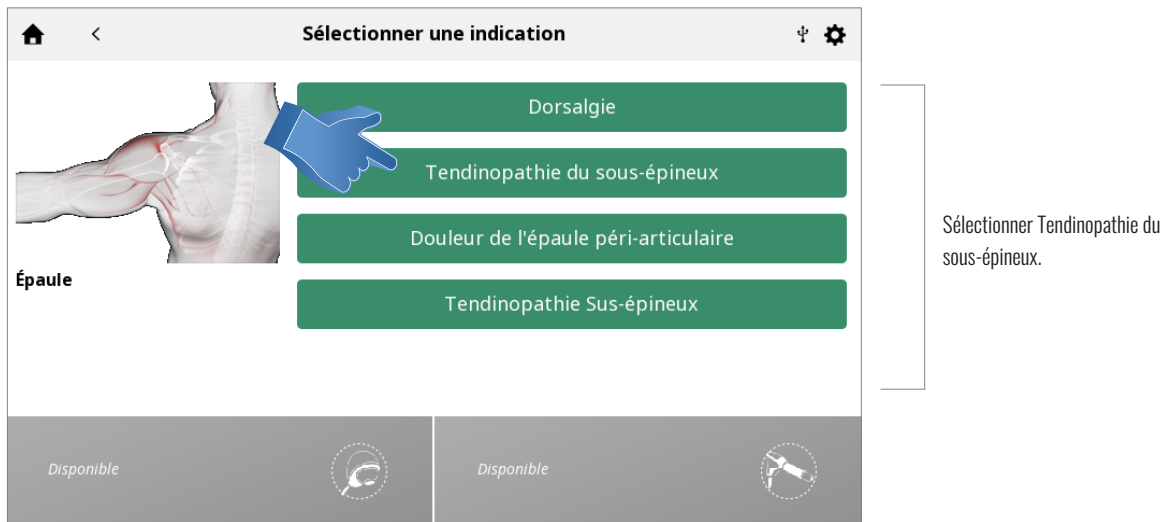 Sélectionner une indication
Dorsalgie
Tendinopathie du sous-épineux
Douleur de l'épaule péri-articulaire
Tendinopathie Sus-épineux
Épaule
Sélectionner Tendinopathie du
sous-épineux.
Disponible
Disponible